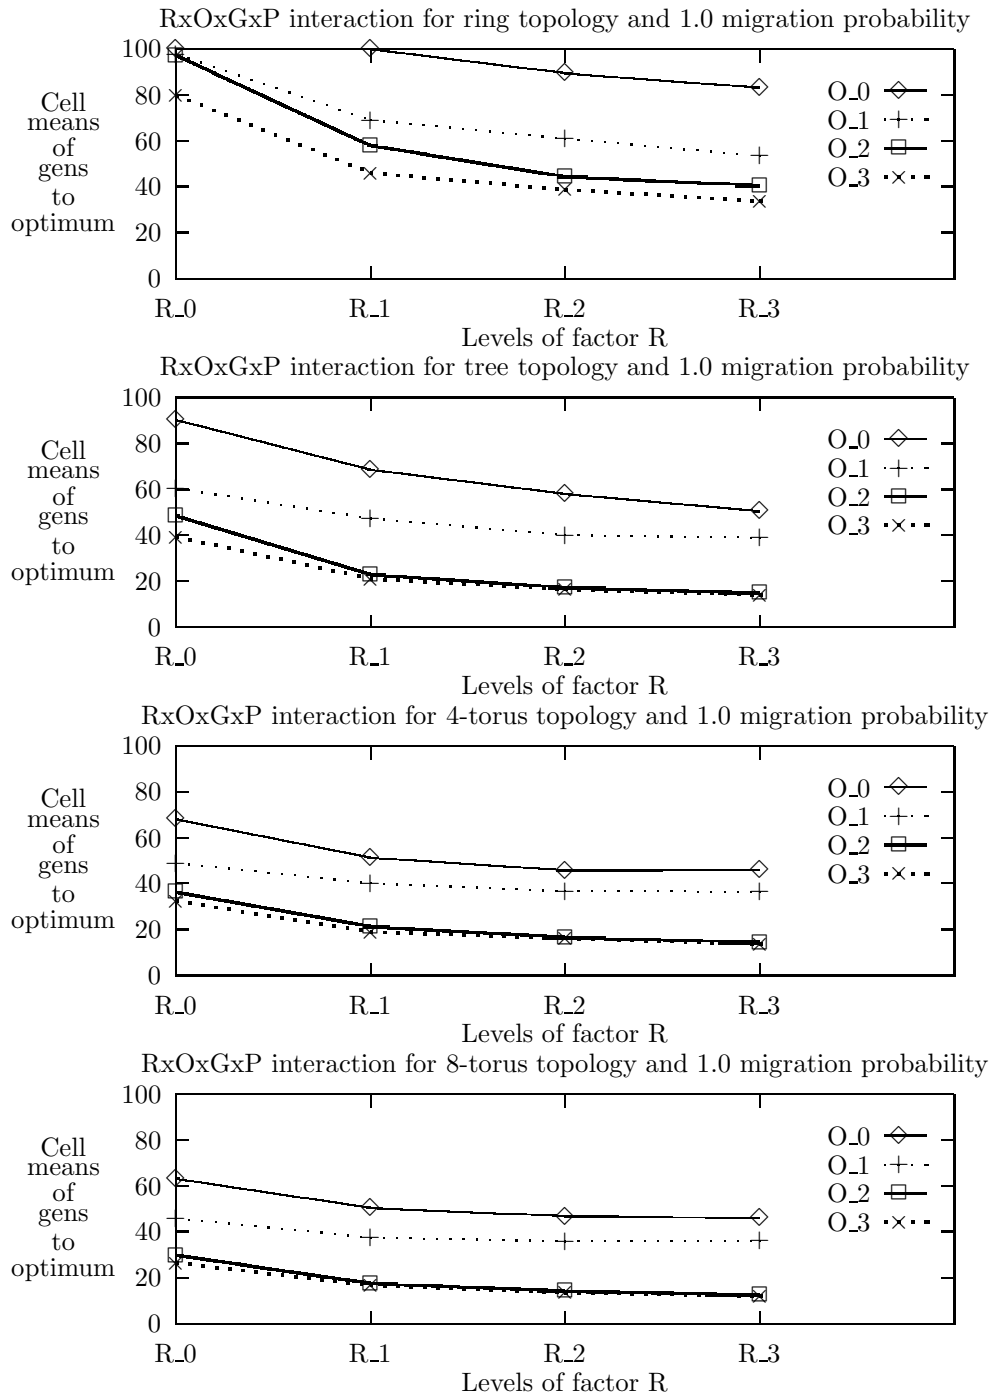 RxOxGxP interaction for ring topology and 1.0 migration probability
100
80
60
40
20
0
Cell
means
of
gens
to
optimum
O_0
O_1
O_2
O_3
R_0 R_1 R_2 R_3
Levels of factor R
RxOxGxP interaction for tree topology and 1.0 migration probability
100
80
60
40
20
0
Cell
means
of
gens
to
optimum
O_0
O_1
O_2
O_3
R_0 R_1 R_2 R_3
Levels of factor R
RxOxGxP interaction for 4-torus topology and 1.0 migration probability
100
80
60
40
20
0
Cell
means
of
gens
to
optimum
O_0
O_1
O_2
O_3
R_0 R_1 R_2 R_3
Levels of factor R
RxOxGxP interaction for 8-torus topology and 1.0 migration probability
100
80
60
40
20
0
Cell
means
of
gens
to
optimum
O_0
O_1
O_2
O_3
R_0 R_1 R_2 R_3
Levels of factor R